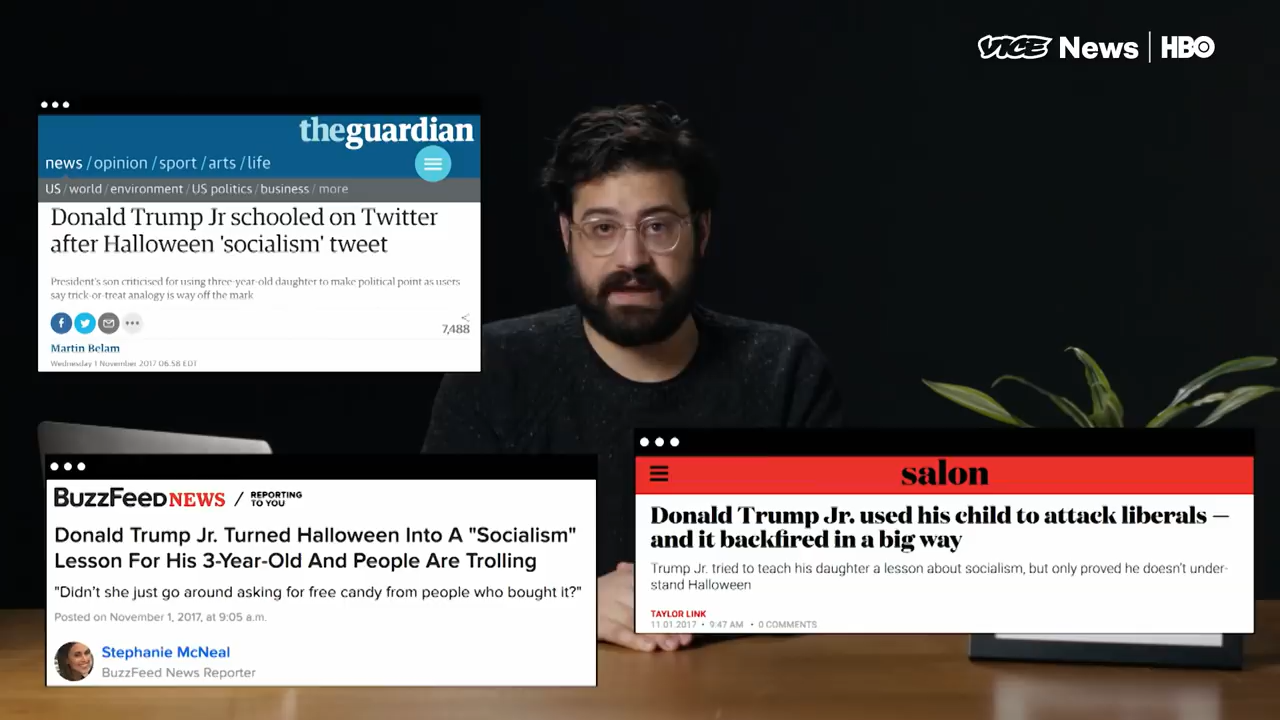 VICE News | HBO
theguardian
news / opinion / sport / arts / life
US / world / environment / US politics / business / more
Donald Trump Jr schooled on Twitter
after Halloween 'socialism' tweet
President's son criticised for using three-year-old daughter to make political point as users
say trick-or-treat analogy is way off the mark
7,488
Martin Belam
Wednesday 1 November 2017 06.58 EDT
BuzzFeed NEWS / REPORTING
TO YOU
Donald Trump Jr. Turned Halloween Into A "Socialism"
Lesson For His 3-Year-Old And People Are Trolling
"Didn't she just go around asking for free candy from people who bought it?"
Posted on November 1, 2017, at 9:05 a.m.
Stephanie McNeal
BuzzFeed News Reporter
salon
Donald Trump Jr. used his child to attack liberals —
and it backfired in a big way
Trump Jr. tried to teach his daughter a lesson about socialism, but only proved he doesn't under-
stand Halloween
TAYLOR LINK
11.01.2017 • 9:47 AM • 0 COMMENTS